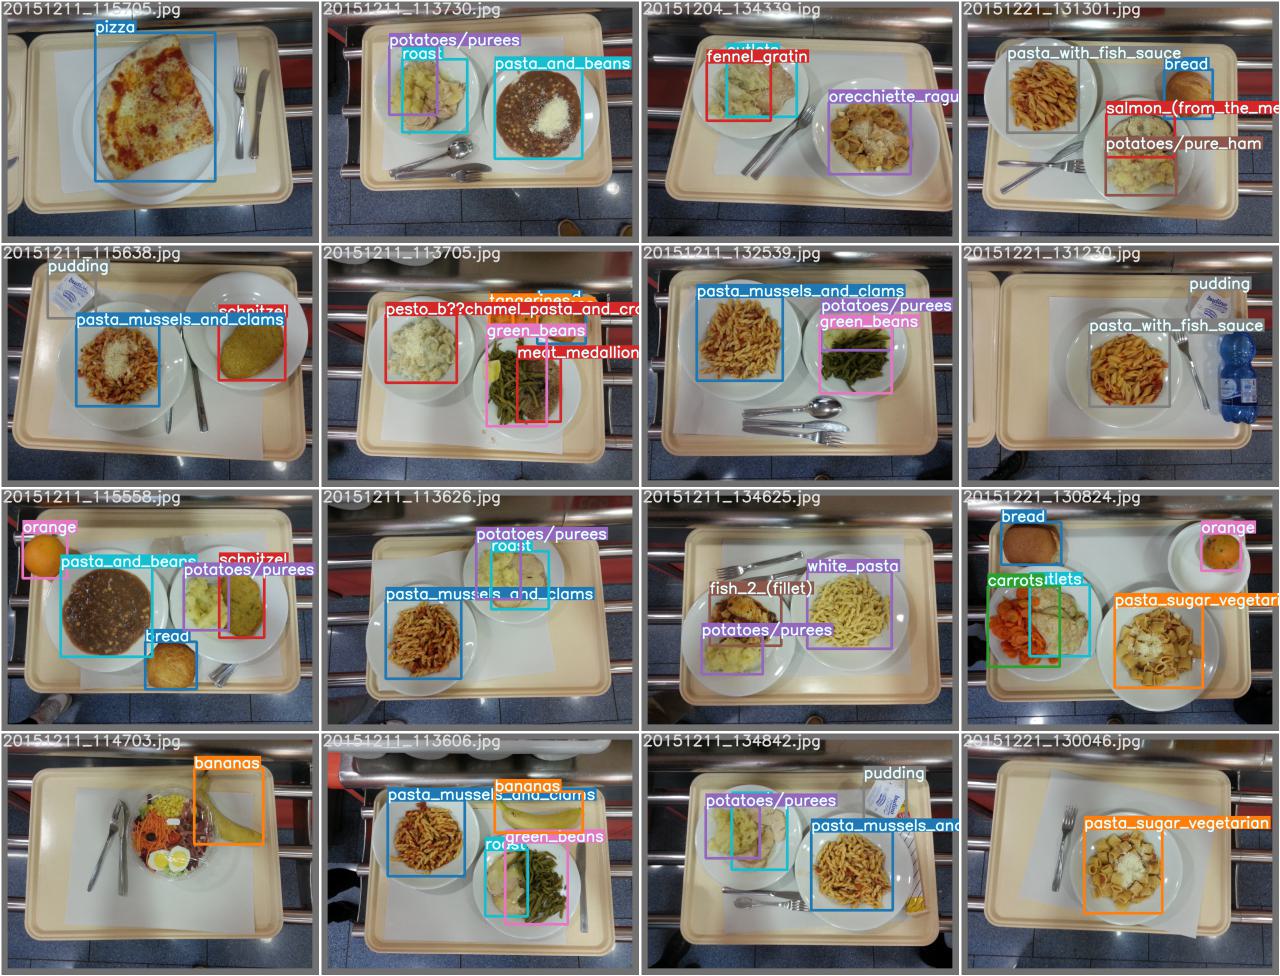 20151211_115705.jpg
pizza
20151211_113730.jpg
potatoes/purees
roast
pasta_and_beans
20151204_134339.jpg
cutlets
fennel_gratin
orecchiette_ragu
20151221_131301.jpg
pasta_with_fish_sauce
bread
salmon_(from_the_me
potatoes/pure_ham
20151211_115638.jpg
pudding
schnitzel
pasta_mussels_and_clams
20151211_113705.jpg
tangerines
pesto_b??chamel_pasta_and_cro
green_beans
meat_medallion
20151211_132539.jpg
pasta_mussels_and_clams
potatoes/purees
green_beans
20151221_131230.jpg
pudding
pasta_with_fish_sauce
20151211_115558.jpg
orange
pasta_and_beans
schnitzel
potatoes/purees
bread
20151211_113626.jpg
potatoes/purees
roast
pasta_mussels_and_clams
20151211_134625.jpg
white_pasta
fish_2_(fillet)
potatoes/purees
20151221_130824.jpg
bread
orange
carrots
utlets
pasta_sugar_vegetari
20151211_114703.jpg
bananas
20151211_113606.jpg
bananas
pasta_mussels_and_clams
green_beans
roast
20151211_134842.jpg
pudding
potatoes/purees
pasta_mussels_and
20151221_130046.jpg
pasta_sugar_vegetarian